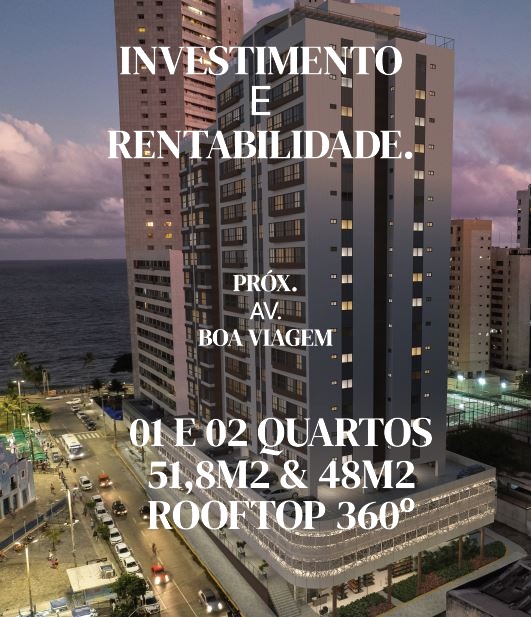 INVESTIMENTO
E
RENTABILIDADE.
PRÓX.
AV.
BOA VIAGEM
01 E 02 QUARTOS
51,8M2 & 48M2
ROOFTOP 360º